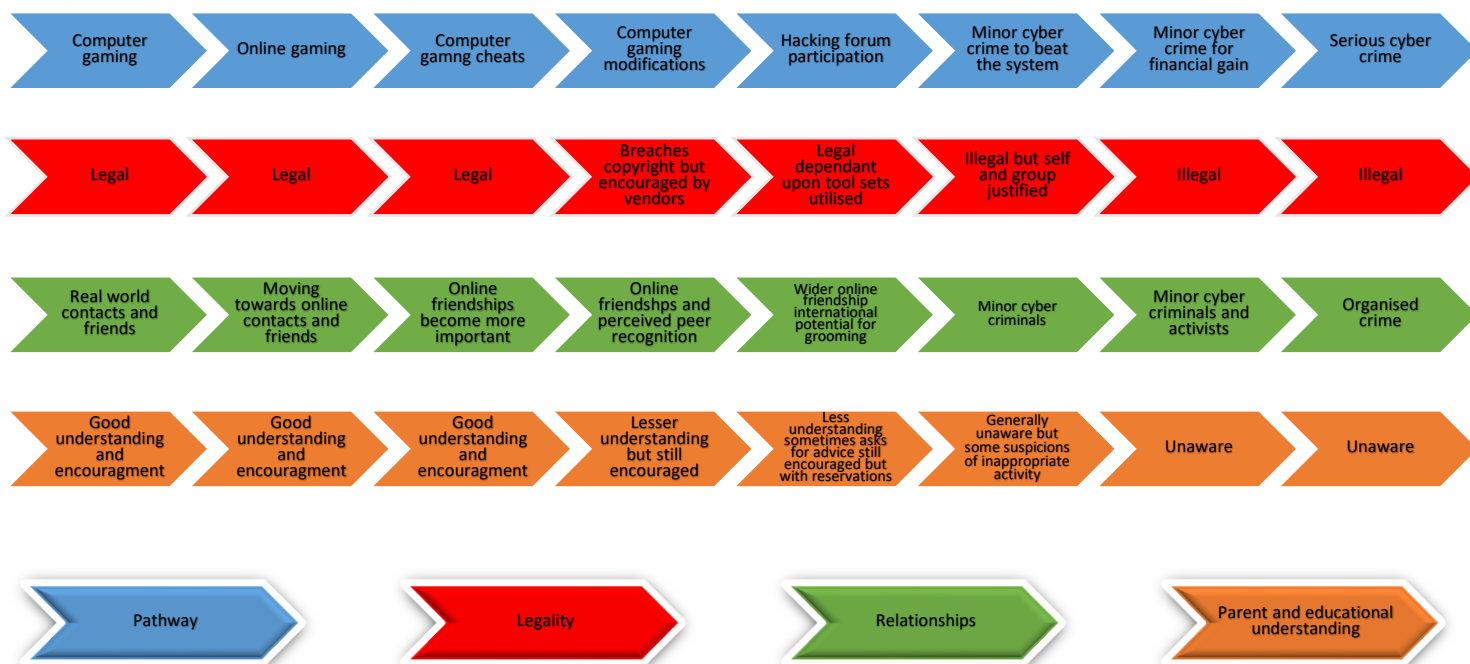 Computer
gaming
Online gaming
Computer
gamng cheats
Computer
gaming
modifications
Hacking forum
participation
Minor cyber
crime to beat
the system
Minor cyber
crime for
financial gain
Serious cyber
crime
Legal
Legal
Legal
Breaches
copyright but
encouraged by
vendors
Legal
dependant
upon tool sets
utilised
Illegal but self
and group
justified
Illegal
Illegal
Real world
contacts and
friends
Moving
towards online
contacts and
friends
Online
friendships
become more
important
Online
friendshps and
perceived peer
recognition
Wider online
friendship
international
potential for
grooming
Minor cyber
criminals
Minor cyber
criminals and
activists
Organised
crime
Good
understanding
and
encouragment
Good
understanding
and
encouragment
Good
understanding
and
encouragment
Lesser
understanding
but still
encouraged
Less
understanding
sometimes asks
for advice still
encouraged but
with reservations
Generally
unaware but
some suspicions
of inappropriate
activity
Unaware
Unaware
Pathway
Legality
Relationships
Parent and educational
understanding